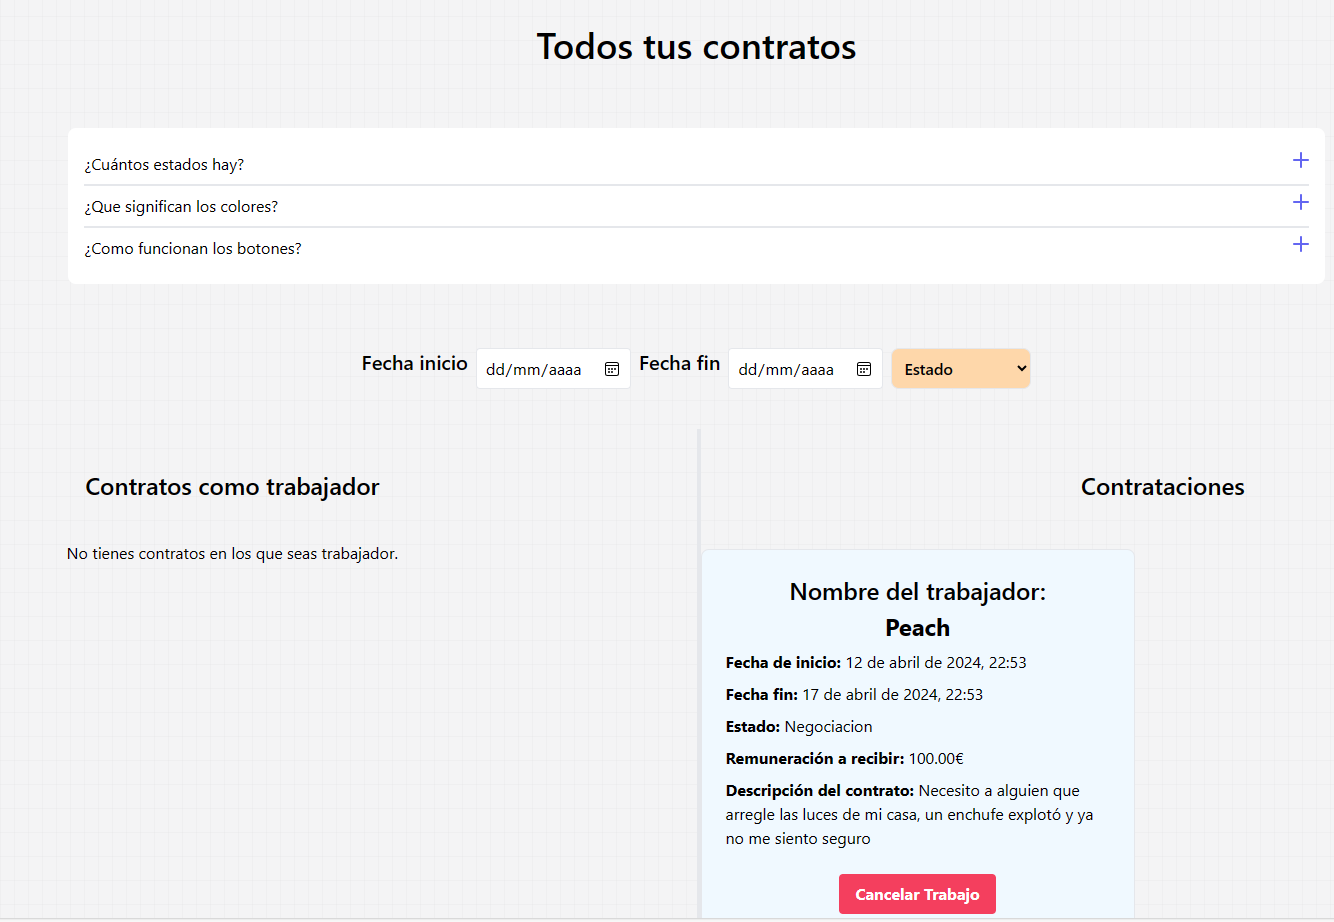 Todos tus contratos
¿Cuántos estados hay?
¿Que significan los colores?
¿Como funcionan los botones?
Fecha inicio dd/mm/aaaa Fecha fin dd/mm/aaaa Estado
Contratos como trabajador
No tienes contratos en los que seas trabajador.
Contrataciones
Nombre del trabajador:
Peach
Fecha de inicio: 12 de abril de 2024, 22:53
Fecha fin: 17 de abril de 2024, 22:53
Estado: Negociacion
Remuneración a recibir: 100.00€
Descripción del contrato: Necesito a alguien que
arregle las luces de mi casa, un enchufe explotó y ya
no me siento seguro
Cancelar Trabajo